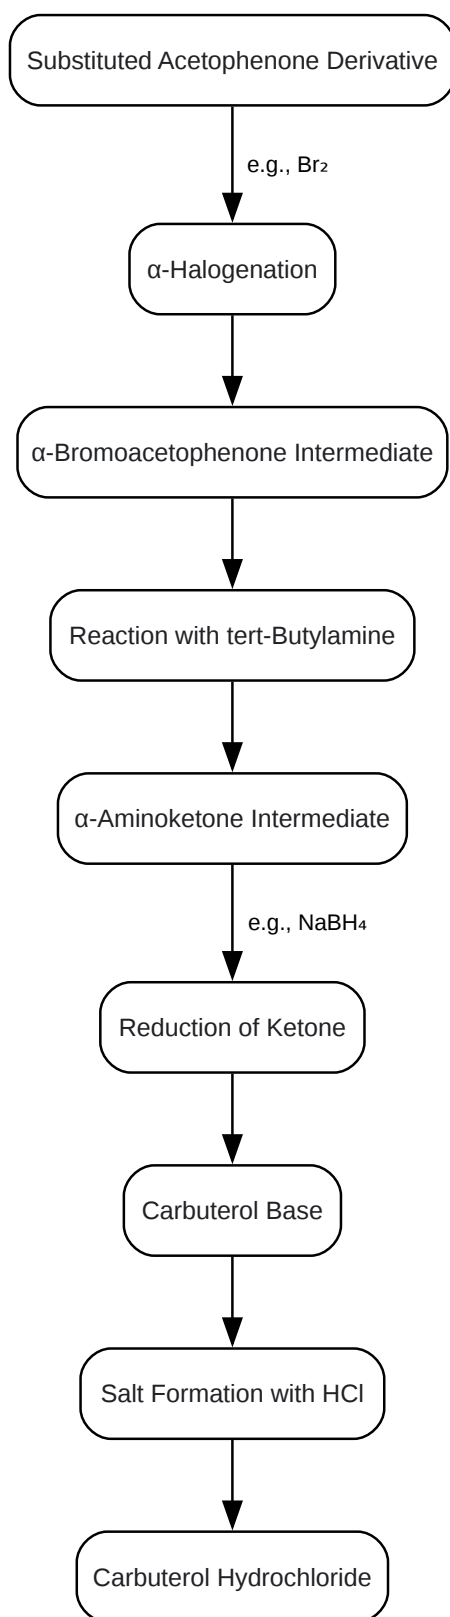 Substituted Acetophenone Derivative
e.g., Br₂
α-Halogenation
α-Bromoacetophenone Intermediate
Reaction with tert-Butylamine
α-Aminoketone Intermediate
e.g., NaBH₄
Reduction of Ketone
Carbuterol Base
Salt Formation with HCl
Carbuterol Hydrochloride